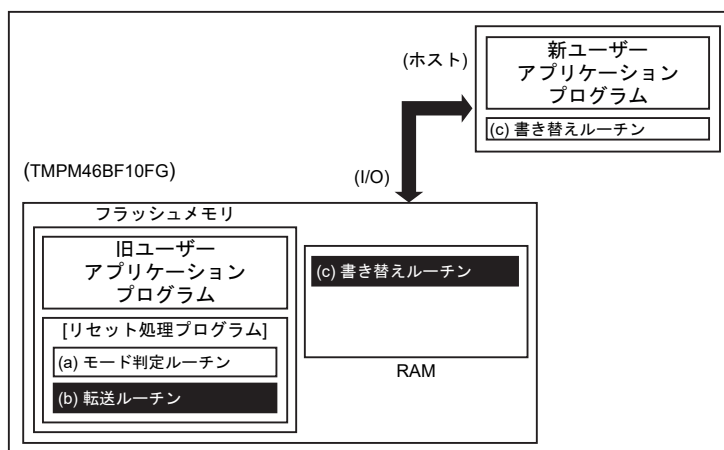 新ユーザー
アプリケーション
プログラム
(ホスト)
(c) 書き替えルーチン
(TMPM46BF10FG)
(I/O)
フラッシュメモリ
旧ユーザー
アプリケーション
プログラム
[リセット処理プログラム]
(a) モード判定ルーチン
(b) 転送ルーチン
(c) 書き替えルーチン
RAM